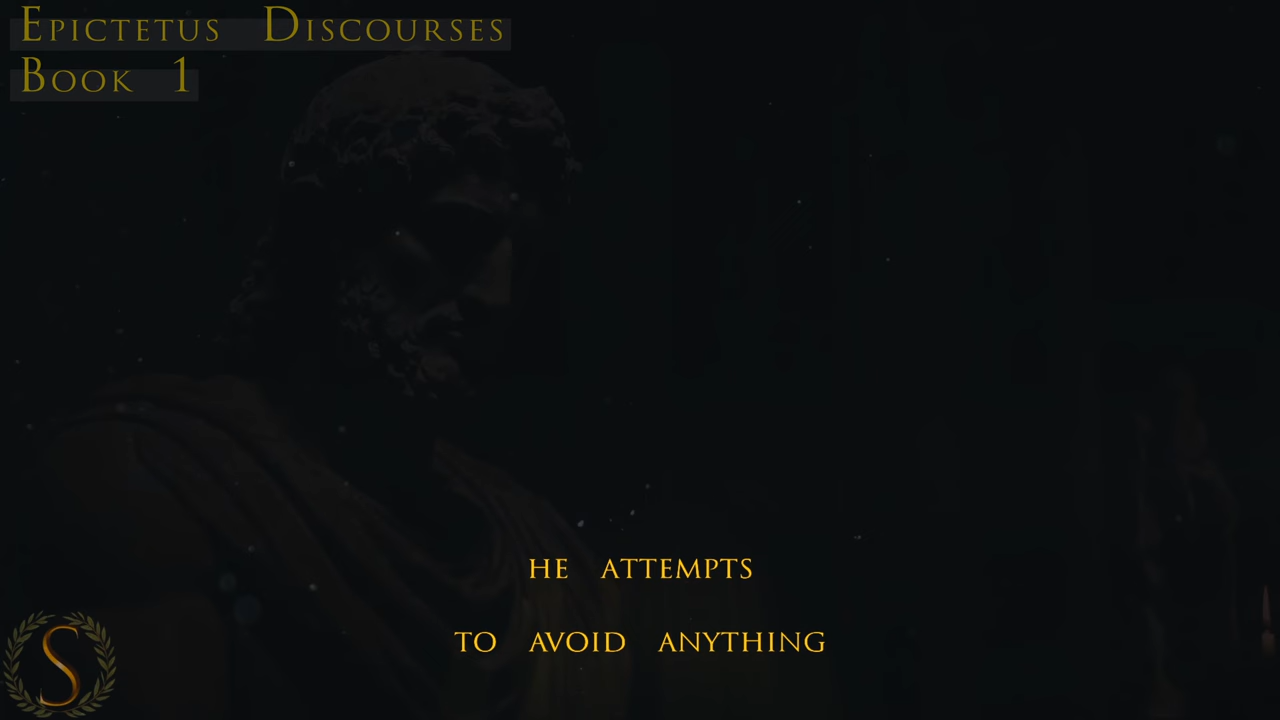 Epictetus Discourses
Book 1
HE ATTEMPTS
TO AVOID ANYTHING
S